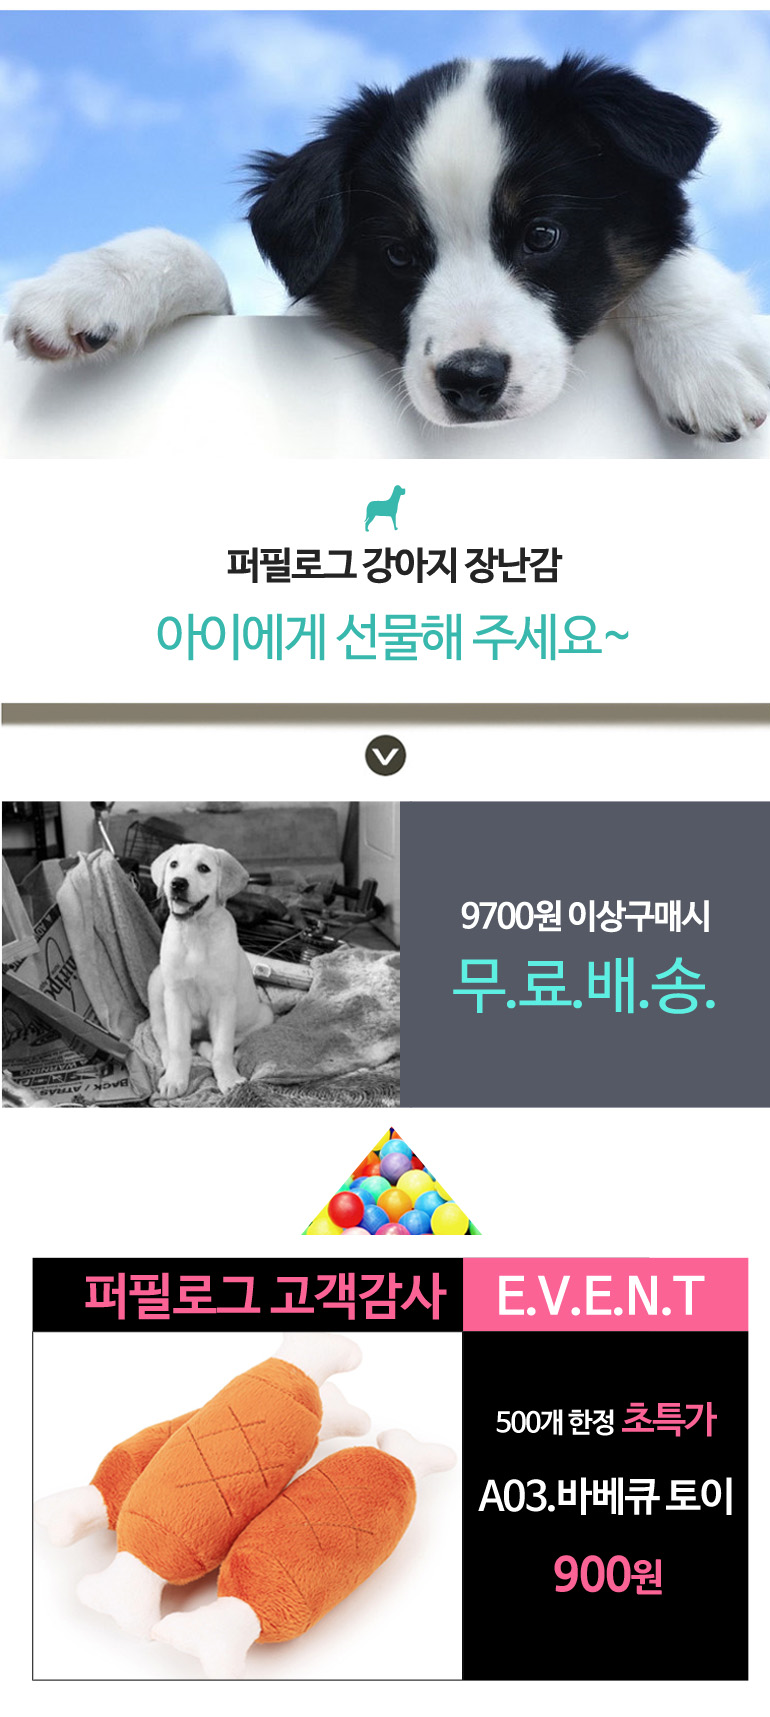 퍼필로그 강아지 장난감
아이에게 선물해 주세요~
9700원 이상구매시
무.료.배.송.
퍼필로그 고객감사 E.V.E.N.T
500개 한정 초특가
A03.바베큐 토이
900원
BACK / ATRAS